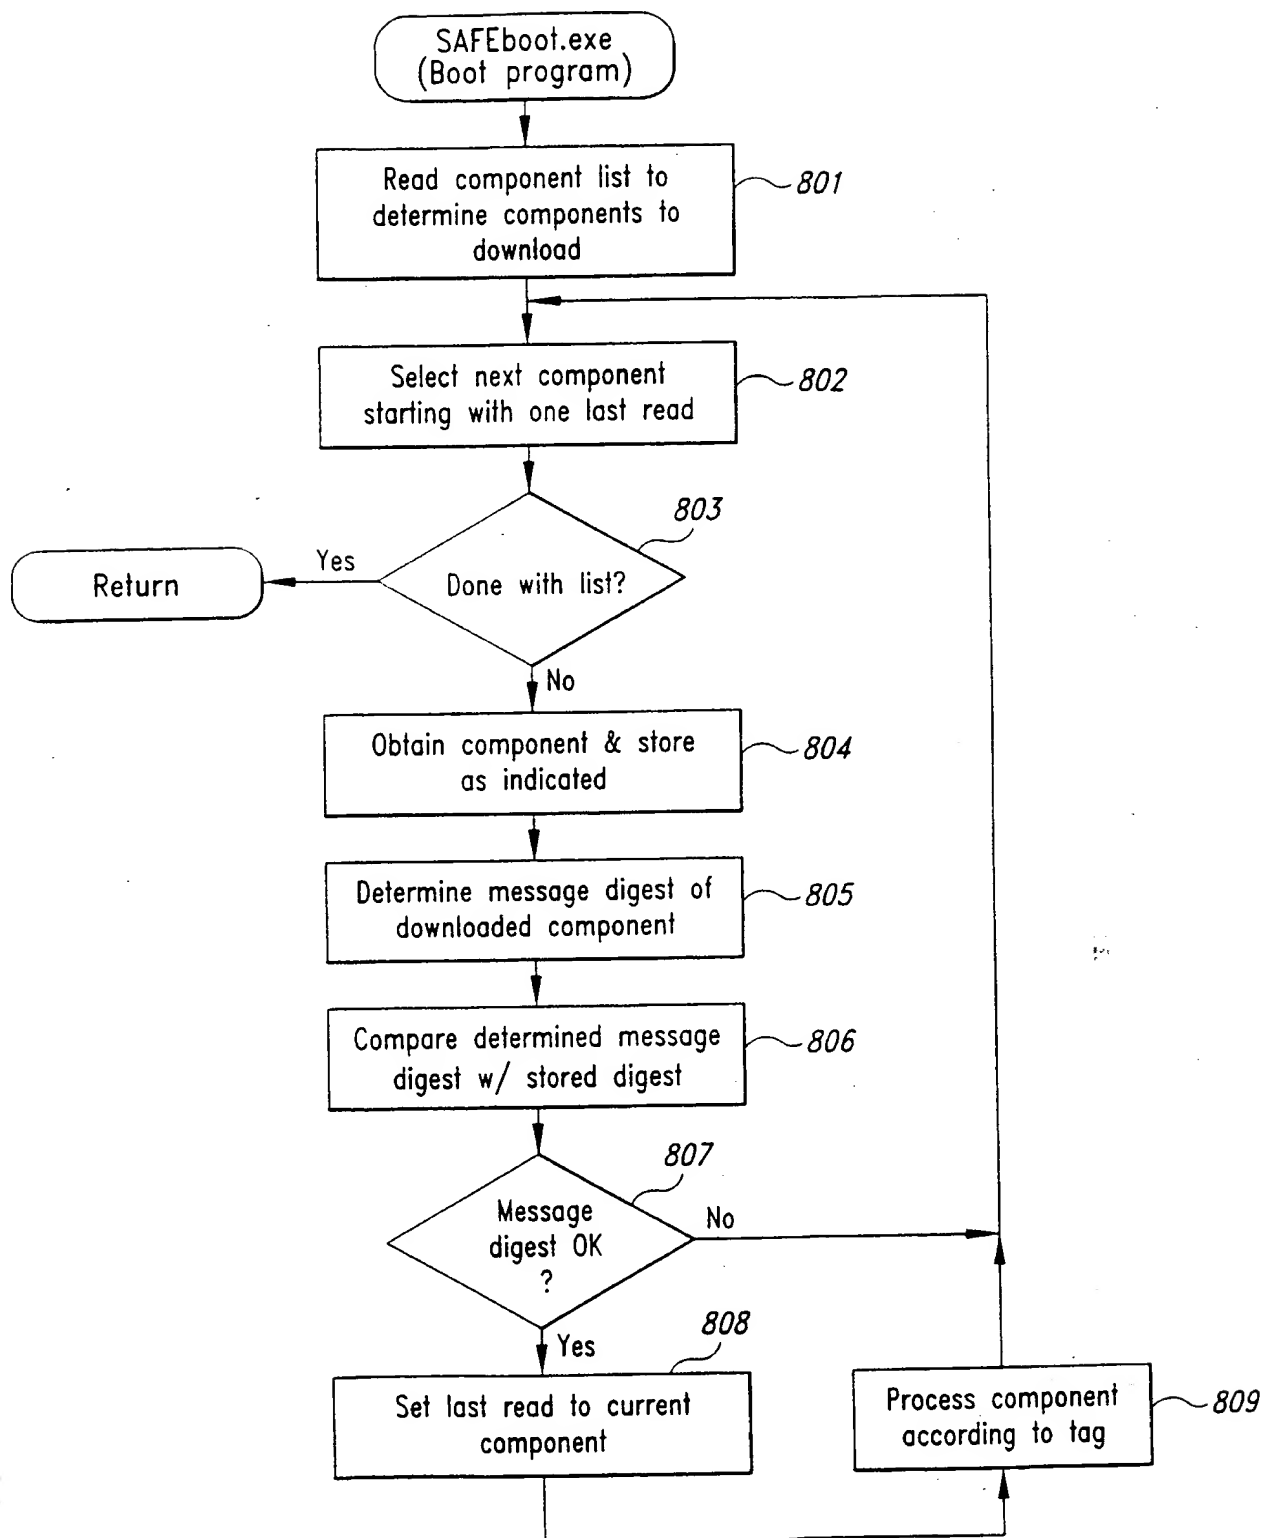 SAFEboot.exe
(Boot program)
Read component list to
determine components to
download
801
Select next component
starting with one last read
802
803
Done with list?
Yes
Return
No
Obtain component & store
as indicated
804
Determine message digest of
downloaded component
805
Compare determined message
digest w/ stored digest
806
807
Message
digest OK
?
No
Yes
808
Set last read to current
component
Process component
according to tag
809